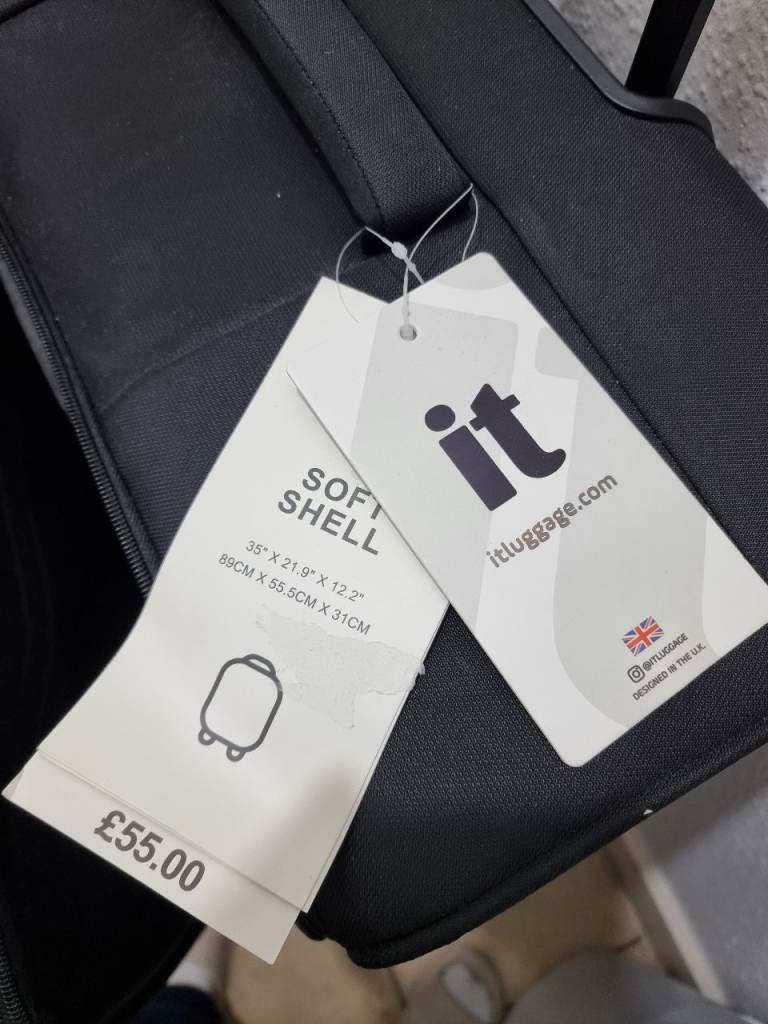 SOFT
SHELL
35" X 21.9" X 12.2"
89CM X 55.5CM X 31CM
£55.00
it
itluggage.com
@ITLUGGAGE
DESIGNED IN THE U.K.